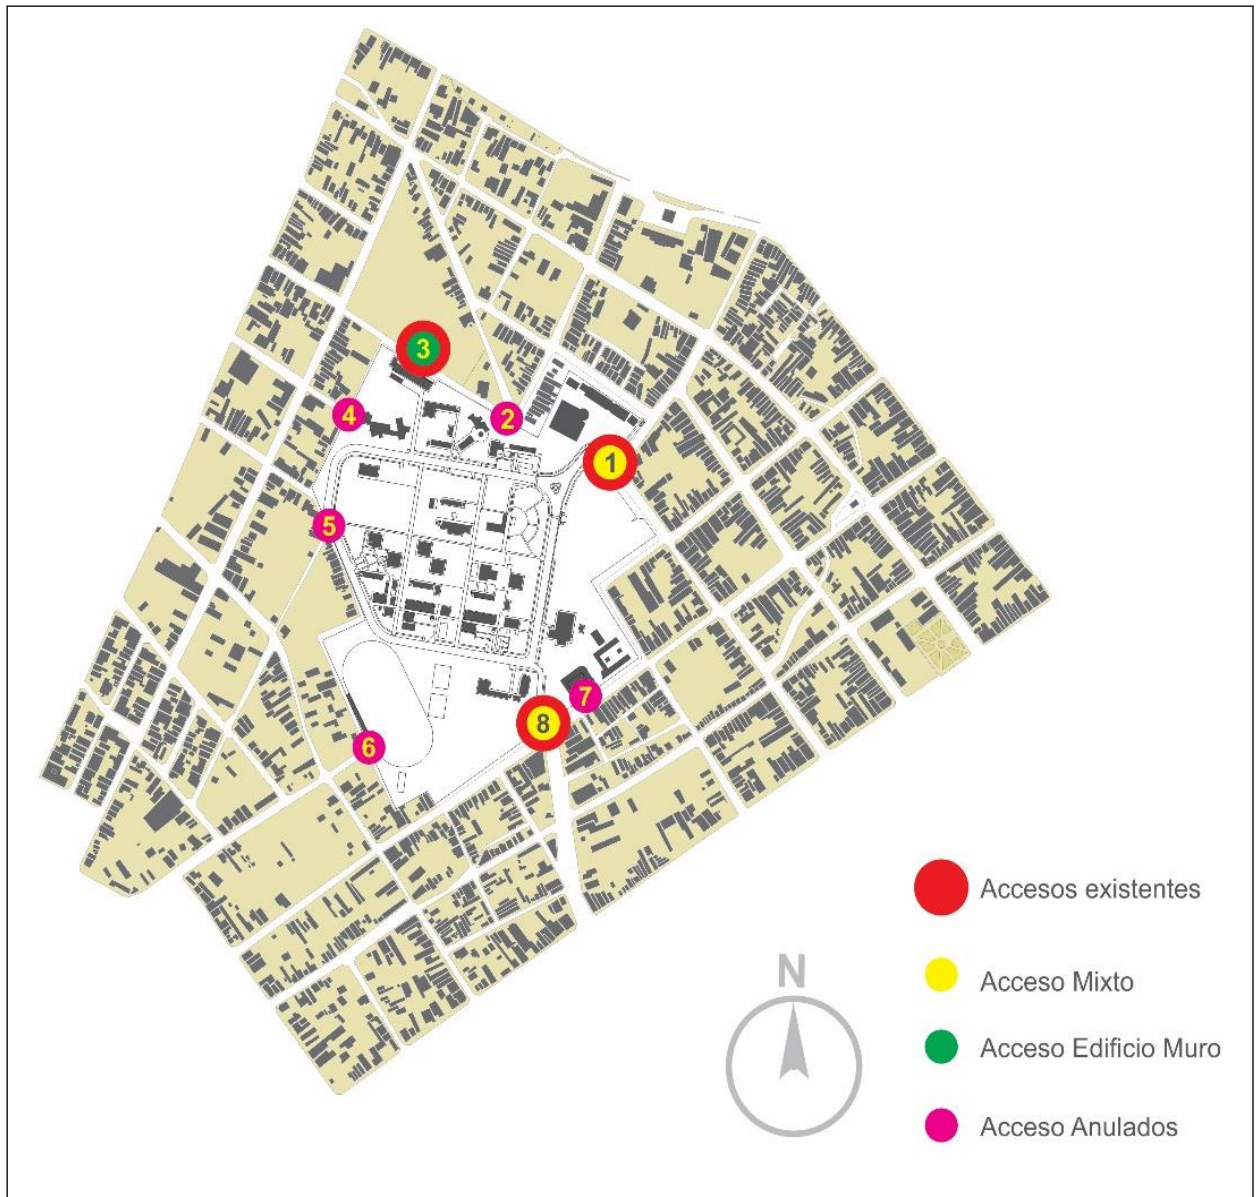 3
4
2
1
5
7
8
6
Accesos existentes
N
Acceso Mixto
Acceso Edificio Muro
Acceso Anulados